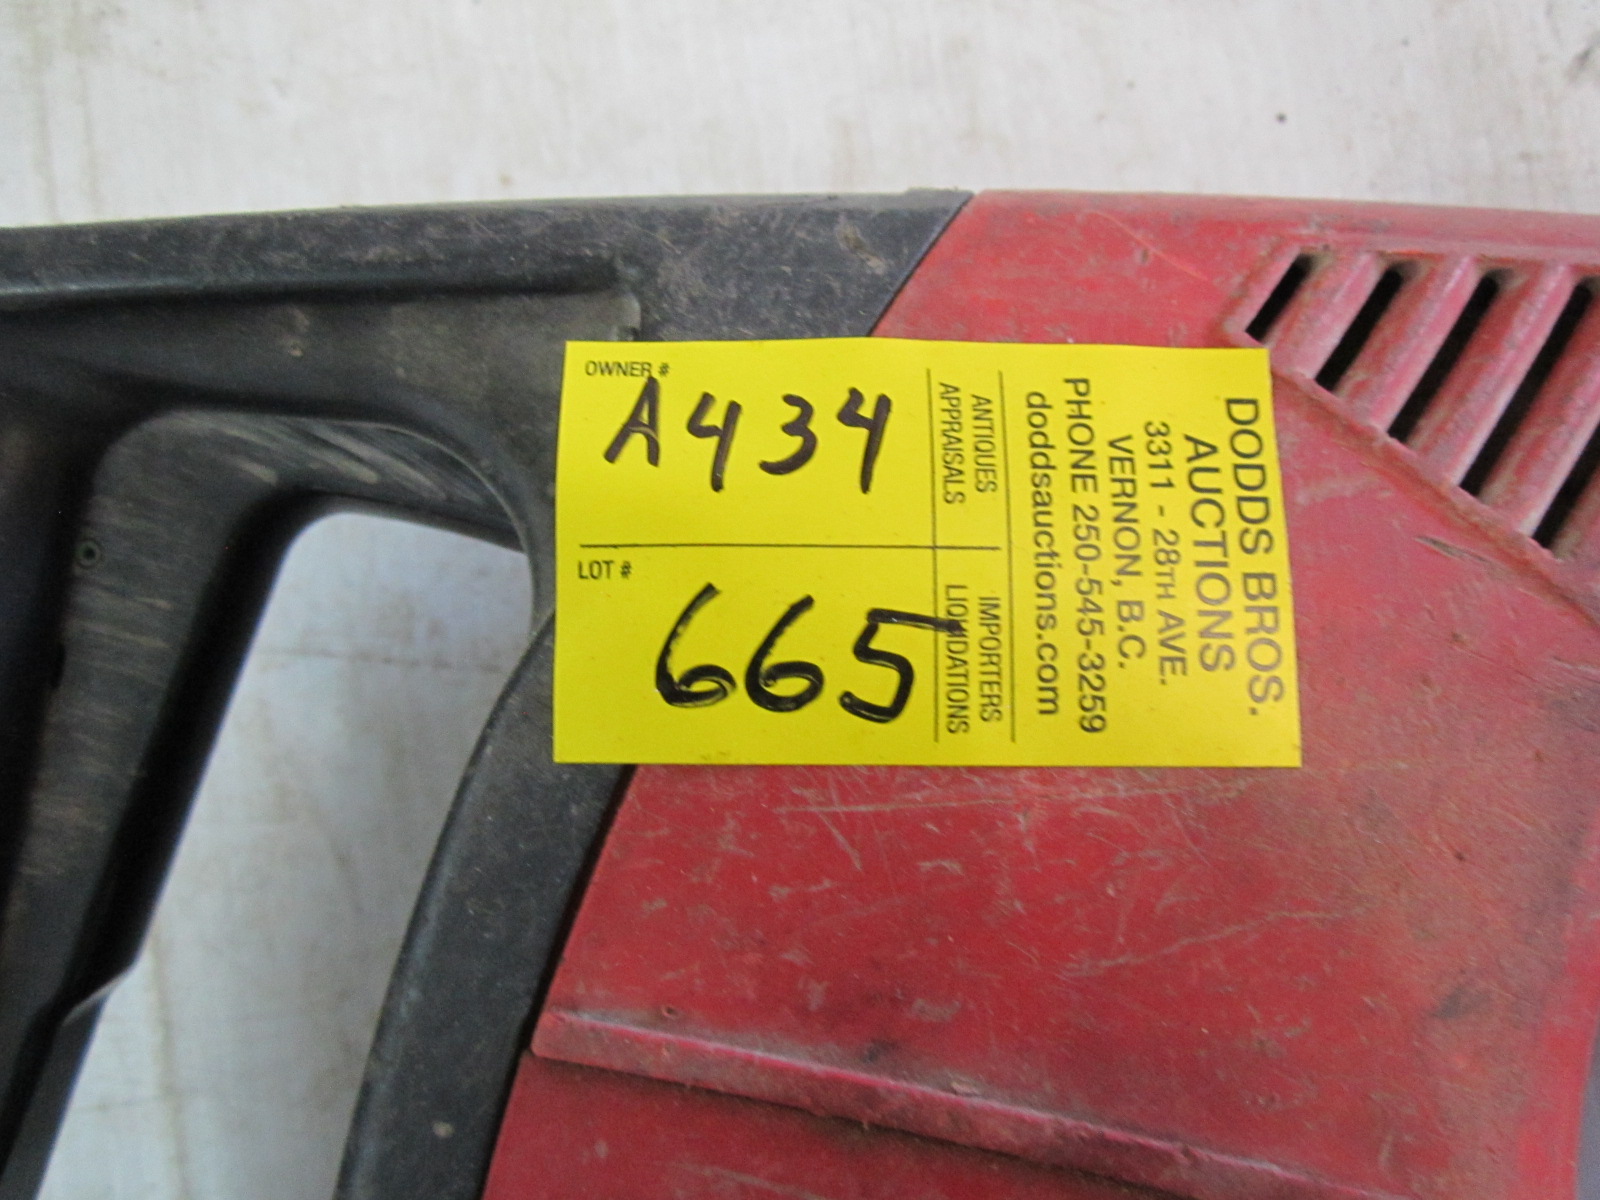 OWNER #
A434
LOT #
665
DODDS BROS.
AUCTIONS
3311 - 28TH AVE.
VERNON, B.C.
PHONE 250-545-3259
doddsauctions.com
ANTIQUES IMPORTERS
APPRAISALS LIQUIDATIONS